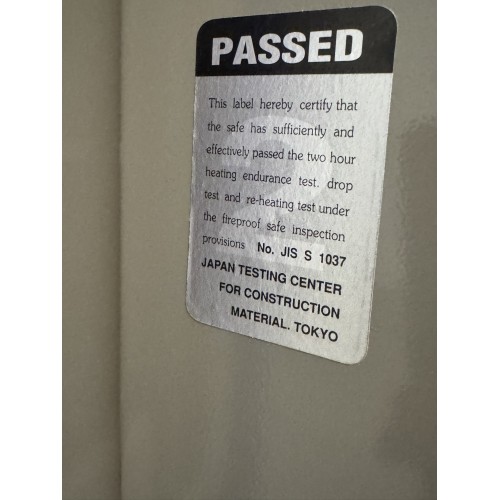 PASSED
This label hereby certify that
the safe has sufficiently and
effectively passed the two hour
heating endurance test. drop
test and re-heating test under
the fireproof safe inspection
provisions No. JIS S 1037
JAPAN TESTING CENTER
FOR CONSTRUCTION
MATERIAL. TOKYO
2